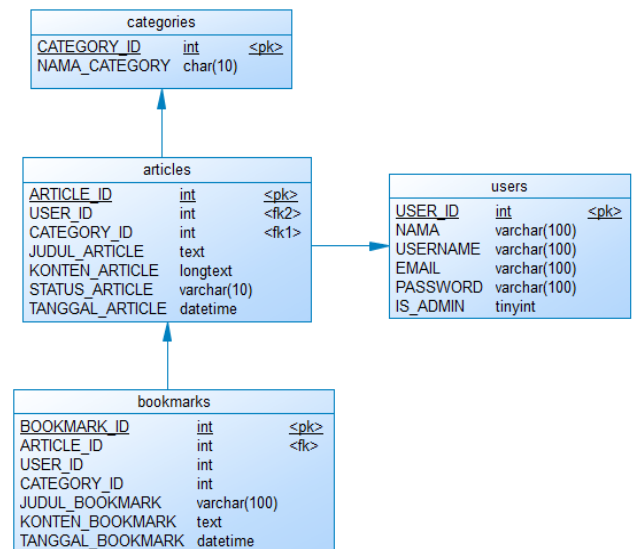 categories
CATEGORY_ID int <pk>
NAMA_CATEGORY char(10)
articles
ARTICLE_ID int <pk>
USER_ID int <fk2>
CATEGORY_ID int <fk1>
JUDUL_ARTICLE text
KONTEN_ARTICLE longtext
STATUS_ARTICLE varchar(10)
TANGGAL_ARTICLE datetime
users
USER_ID int <pk>
NAMA varchar(100)
USERNAME varchar(100)
EMAIL varchar(100)
PASSWORD varchar(100)
IS_ADMIN tinyint
bookmarks
BOOKMARK_ID int <pk>
ARTICLE_ID int <fk>
USER_ID int
CATEGORY_ID int
JUDUL_BOOKMARK varchar(100)
KONTEN_BOOKMARK text
TANGGAL_BOOKMARK datetime